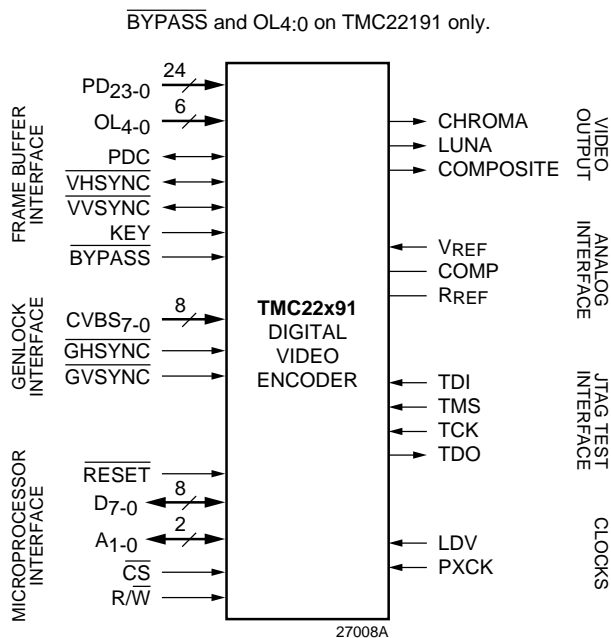 BYPASS and OL4:0 on TMC22191 only.
FRAME BUFFER
INTERFACE
PD23-0
24
OL4-0
6
PDC
VHSYNC
VVSYNC
KEY
BYPASS
GENLOCK
INTERFACE
CVBS7-0
8
GHSYNC
GVSYNC
MICROPROCESSOR
INTERFACE
RESET
D7-0
8
A1-0
2
CS
R/W
TMC22x91
DIGITAL
VIDEO
ENCODER
CHROMA
LUNA
COMPOSITE
VIDEO
OUTPUT
VREF
COMP
RREF
ANALOG
INTERFACE
TDI
TMS
TCK
TDO
JTAG TEST
INTERFACE
LDV
PXCK
CLOCKS
27008A